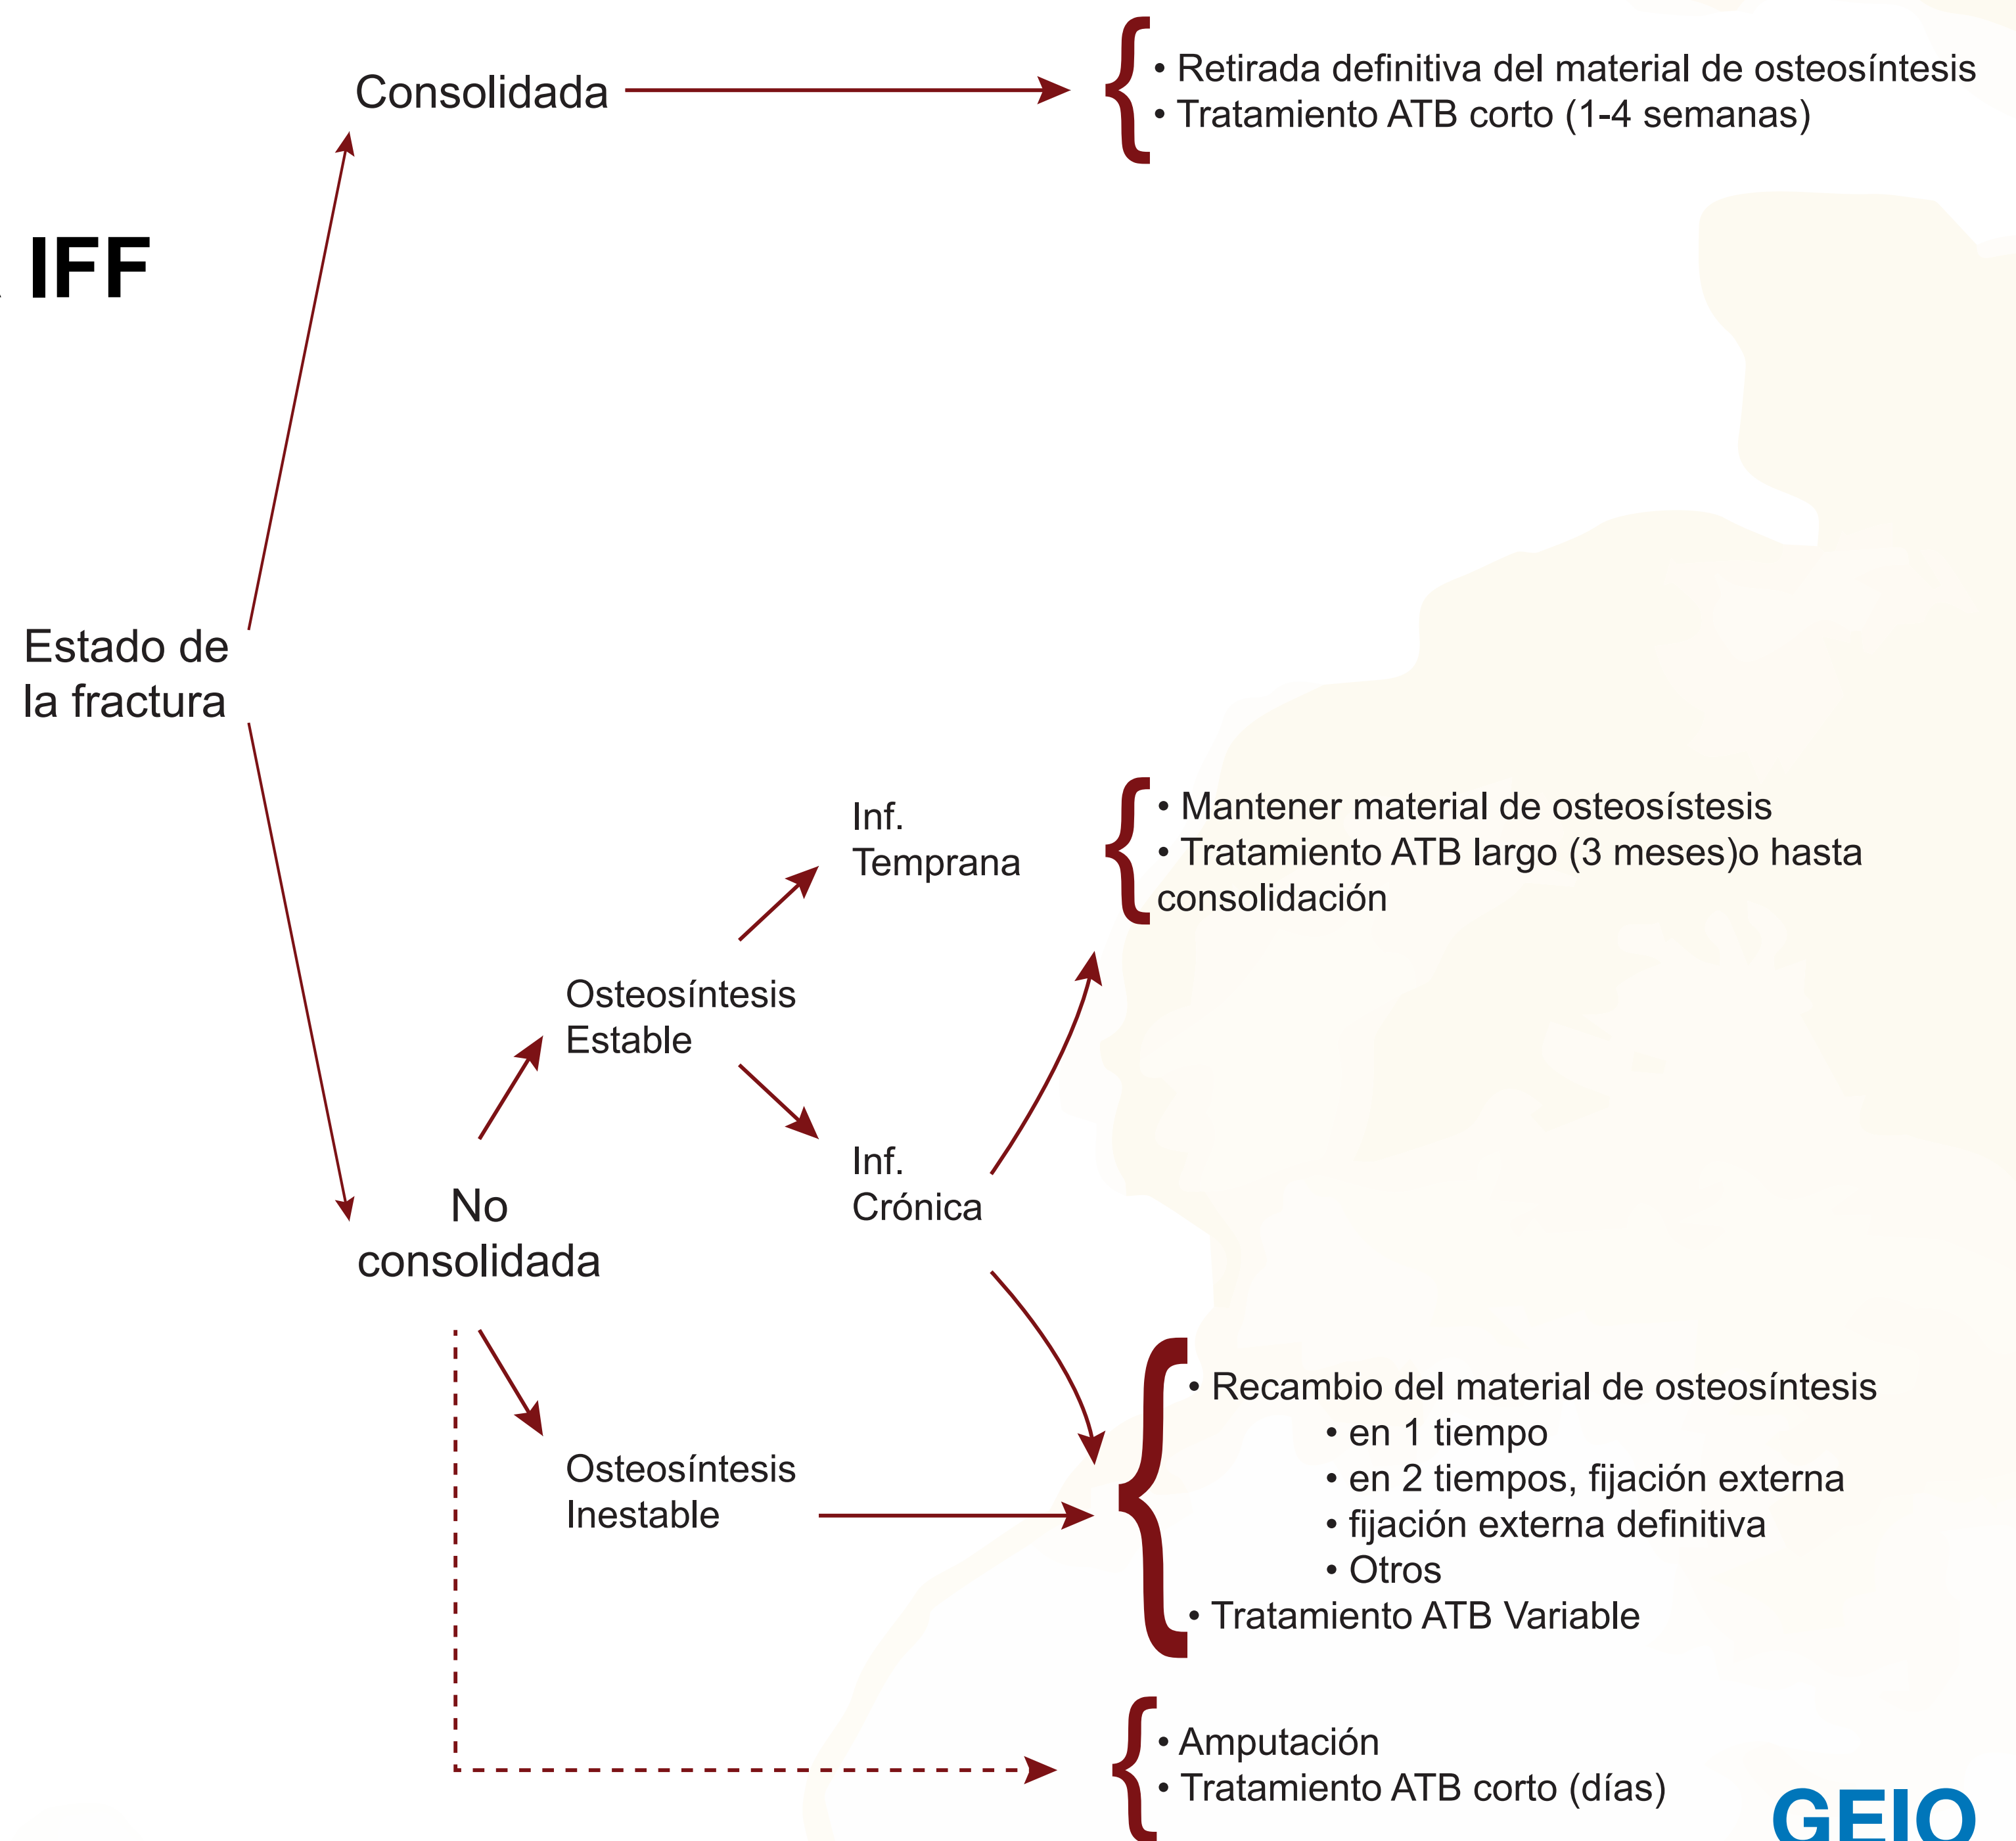 Consolidada
• Retirada definitiva del material de osteosíntesis
• Tratamiento ATB corto (1-4 semanas)
IFF
Estado de
la fractura
Inf.
Temprana
• Mantener material de osteosístesis
• Tratamiento ATB largo (3 meses)o hasta
consolidación
Osteosíntesis
Estable
Inf.
Crónica
No
consolidada
Osteosíntesis
Inestable
• Recambio del material de osteosíntesis
• en 1 tiempo
• en 2 tiempos, fijación externa
• fijación externa definitiva
• Otros
• Tratamiento ATB Variable
• Amputación
• Tratamiento ATB corto (días)
GEIO